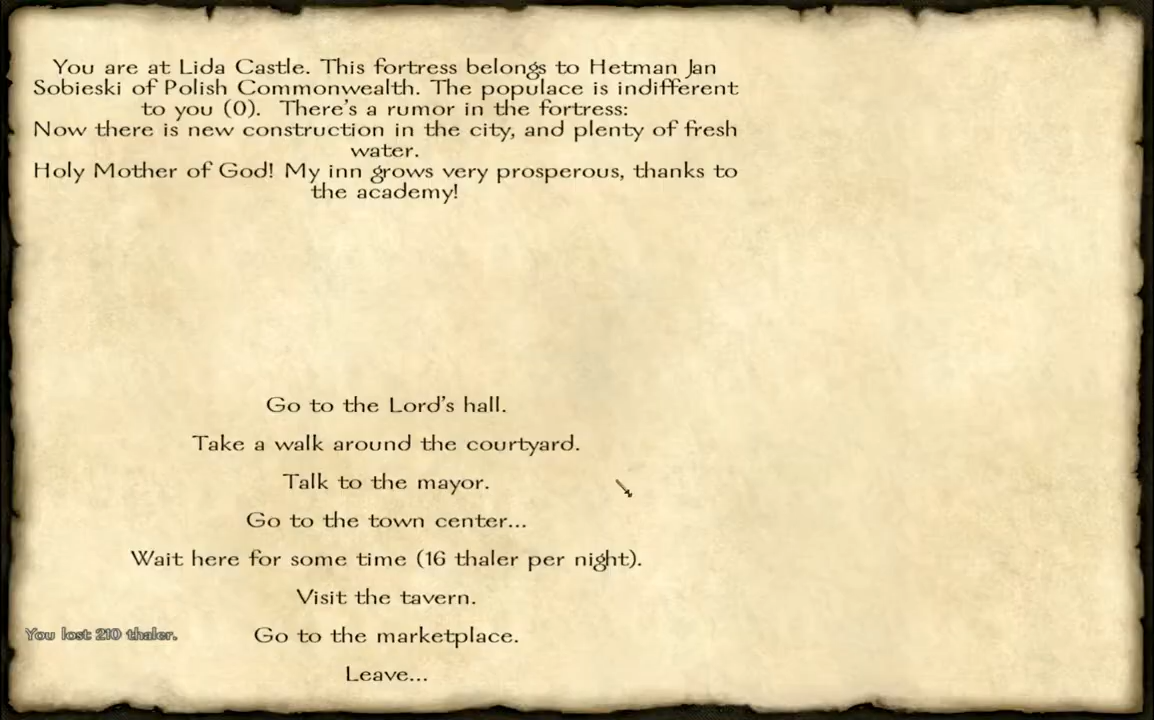 You are at Lida Castle. This fortress belongs to Hetman Jan
Sobieski of Polish Commonwealth. The populace is indifferent
to you (0).  There's a rumor in the fortress:
Now there is new construction in the city, and plenty of fresh
water.
Holy Mother of God! My inn grows very prosperous, thanks to
the academy!
Go to the Lord's hall.
Take a walk around the courtyard.
Talk to the mayor.
Go to the town center...
Wait here for some time (16 thaler per night).
Visit the tavern.
You lost 210 thaler.
Go to the marketplace.
Leave...